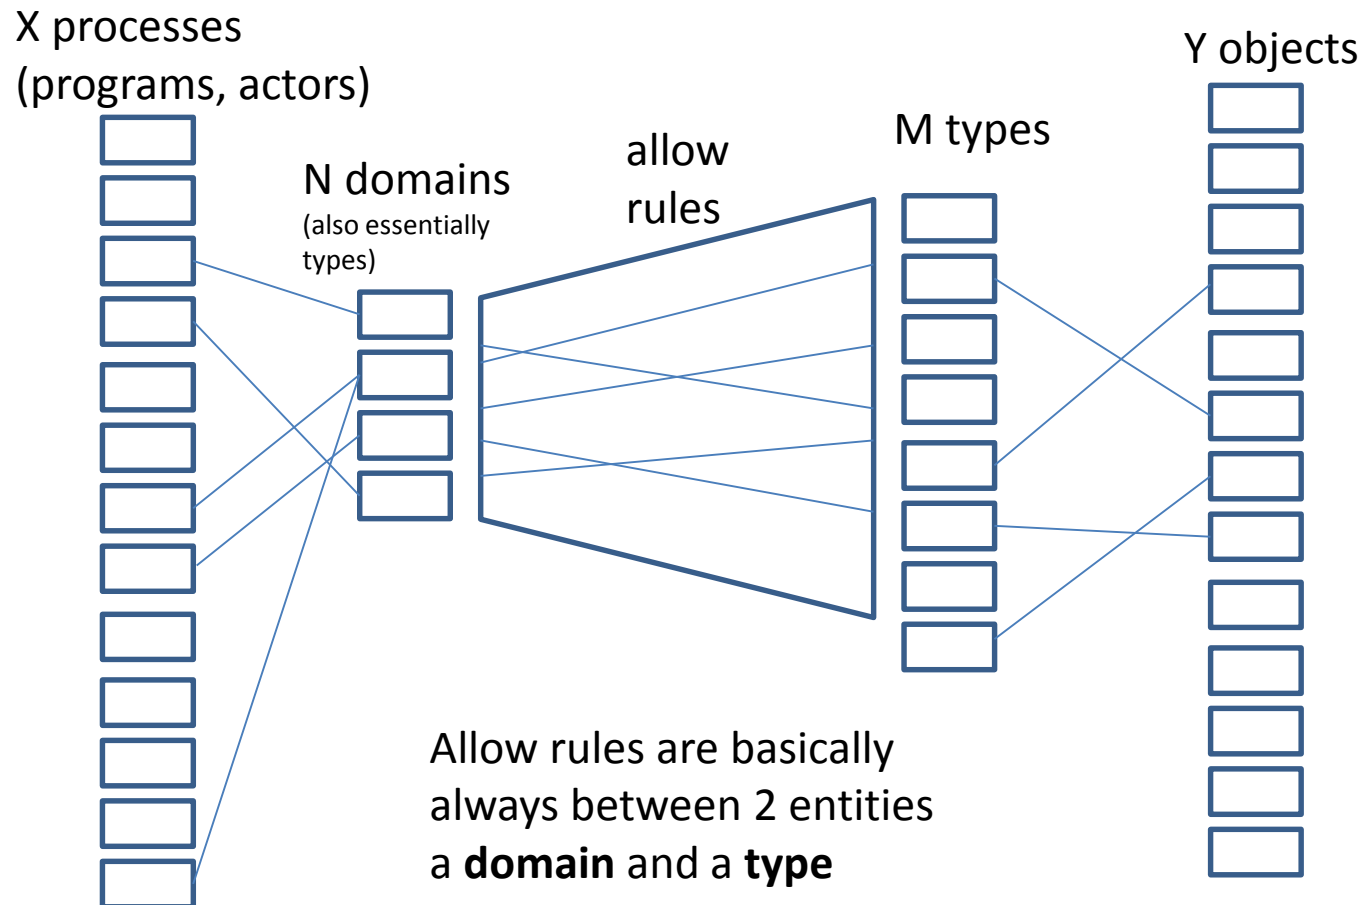 X processes
(programs, actors)
N domains
(also essentially
types)
allow
rules
M types
Y objects
Allow rules are basically
always between 2 entities
a domain and a type